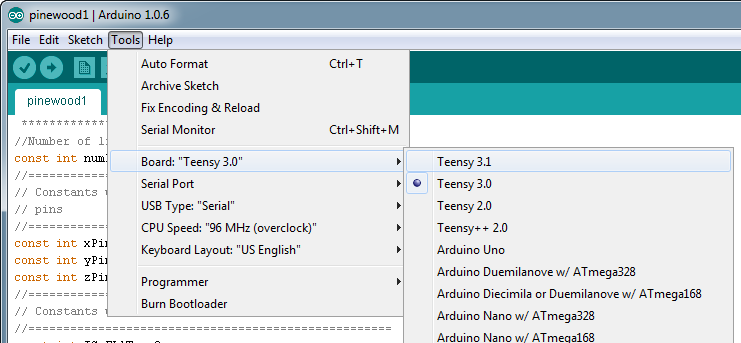 pinewood1 | Arduino 1.0.6
File Edit Sketch Tools Help
pinewood1
Auto Format Ctrl+T
Archive Sketch
Fix Encoding & Reload
Serial Monitor Ctrl+Shift+M
Board: "Teensy 3.0"
Serial Port
USB Type: "Serial"
CPU Speed: "96 MHz (overclock)"
Keyboard Layout: "US English"
Programmer
Burn Bootloader
Teensy 3.1
Teensy 3.0
Teensy 2.0
Teensy++ 2.0
Arduino Uno
Arduino Duemilanove w/ ATmega328
Arduino Diecimila or Duemilanove w/ ATmega168
Arduino Nano w/ ATmega328
Arduino Nano w/ ATmega168
*************
//Number of li
const int num
//============
// Constants w
// pins
//============
const int xPin
const int yPin
const int zPin
//============
// Constants w
//================================================